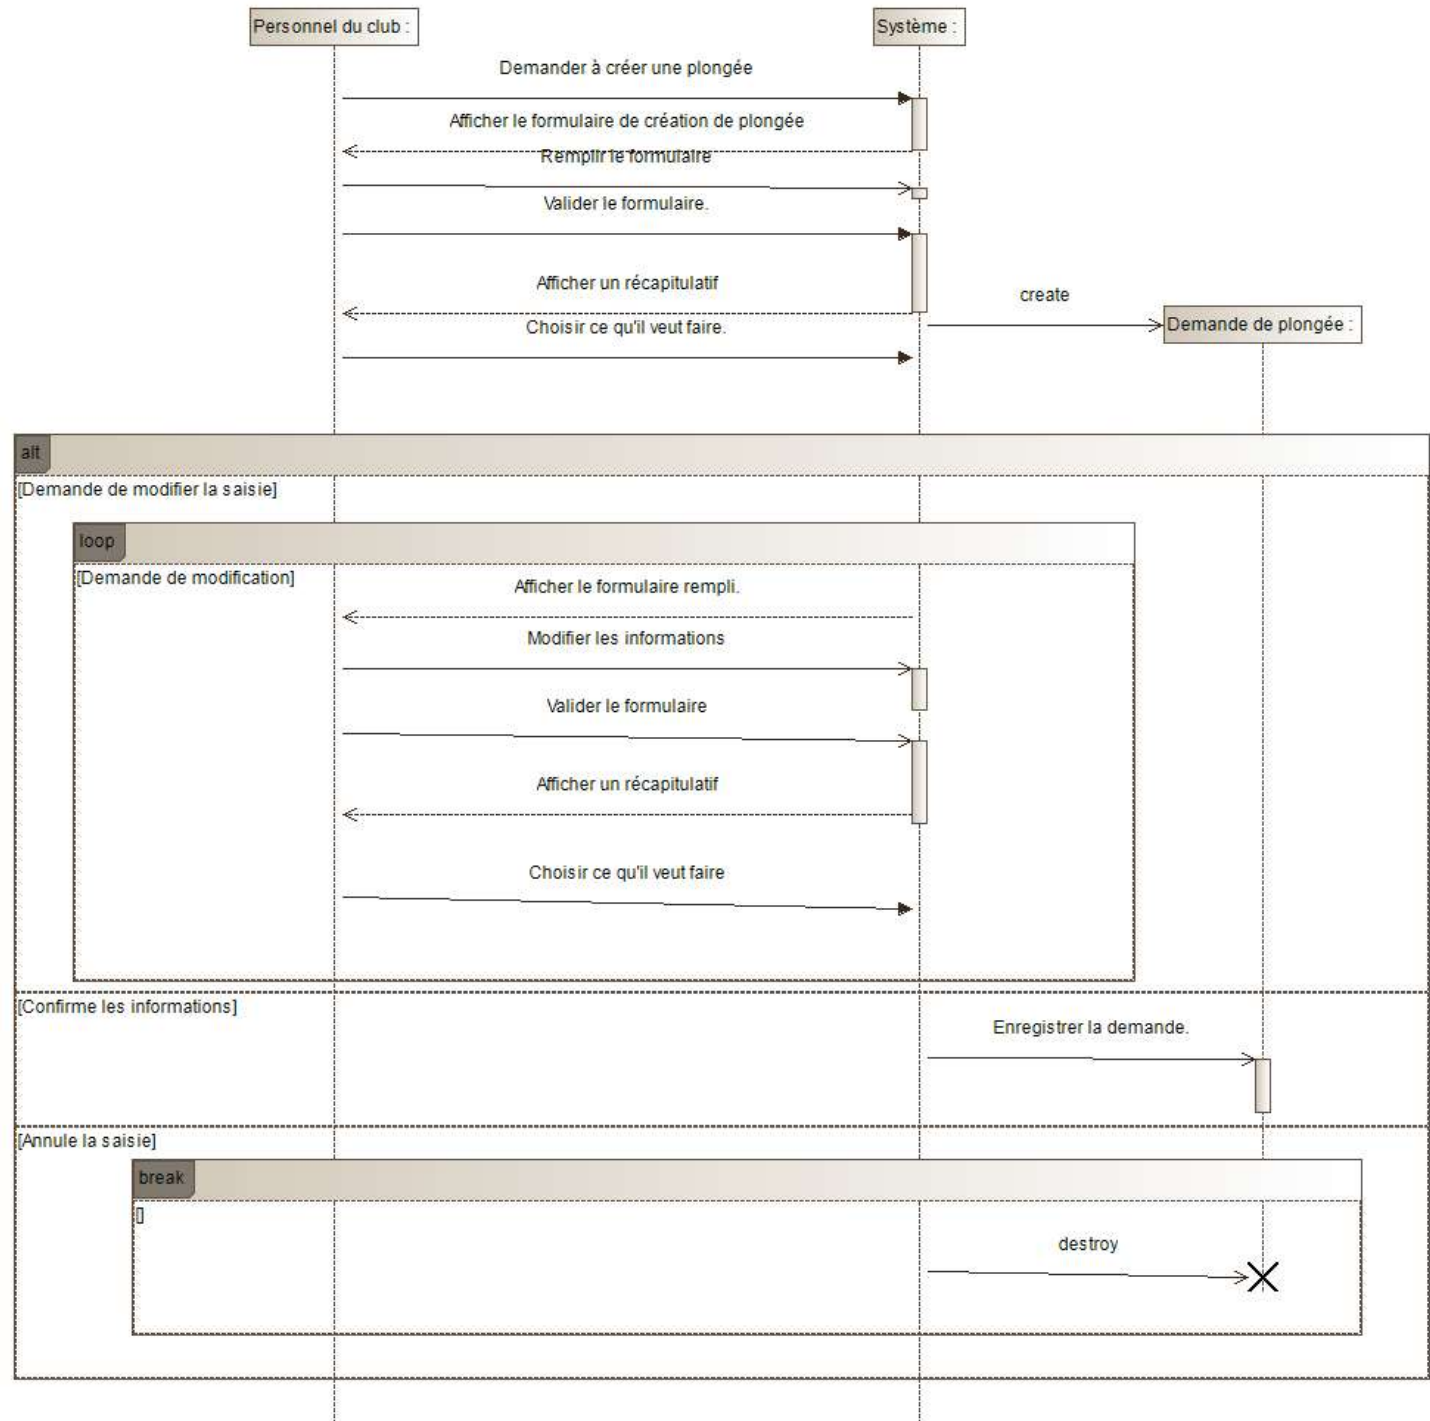 Personnel du club :
Système :
Demander à créer une plongée
Afficher le formulaire de création de plongée
Remplir le formulaire
Valider le formulaire.
Afficher un récapitulatif
create
Demande de plongée :
Choisir ce qu'il veut faire.
alt
[Demande de modifier la saisie]
loop
[Demande de modification]
Afficher le formulaire rempli.
Modifier les informations
Valider le formulaire
Afficher un récapitulatif
Choisir ce qu'il veut faire
[Confirme les informations]
Enregistrer la demande.
[Annule la saisie]
break
[]
destroy